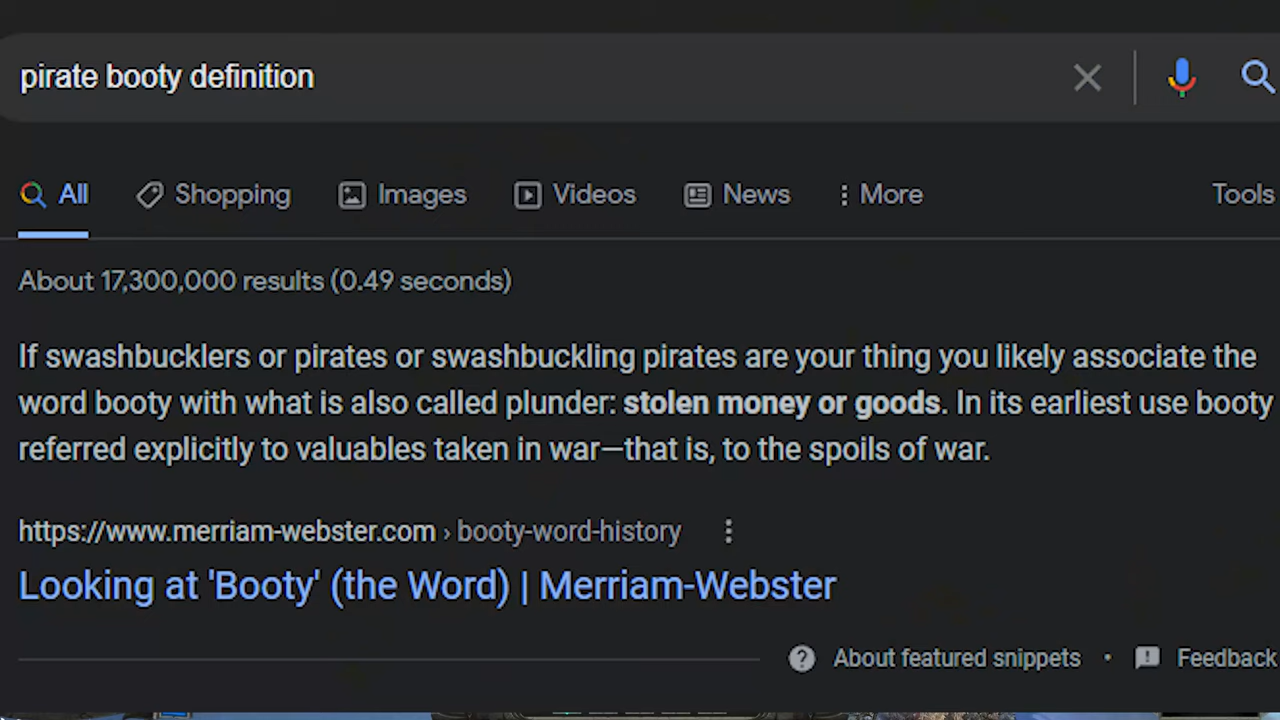 pirate booty definition
All Shopping Images Videos News More Tools
About 17,300,000 results (0.49 seconds)
If swashbucklers or pirates or swashbuckling pirates are your thing you likely associate the
word booty with what is also called plunder: stolen money or goods. In its earliest use booty
referred explicitly to valuables taken in war—that is, to the spoils of war.
https://www.merriam-webster.com › booty-word-history
Looking at 'Booty' (the Word) | Merriam-Webster
About featured snippets • Feedback